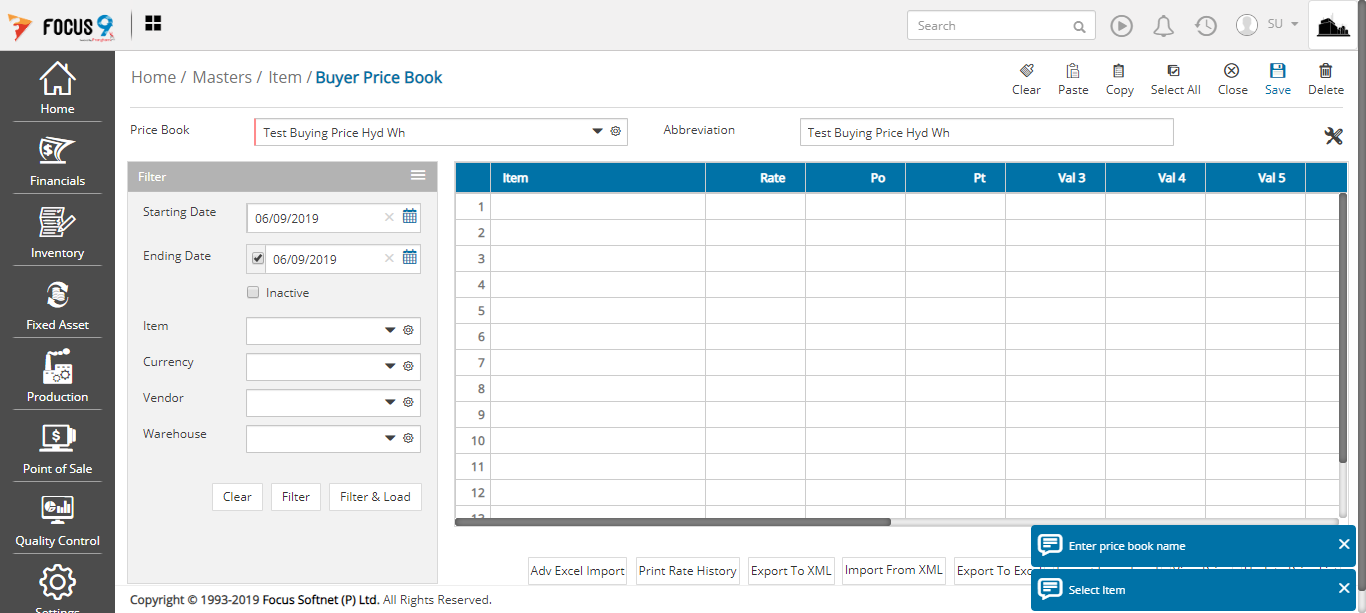 FOCUS 9
Search
SU
Home / Masters / Item / Buyer Price Book
Clear Paste Copy Select All Close Save Delete
Home
Financials
Inventory
Fixed Asset
Production
Point of Sale
Quality Control
Settings
Price Book Test Buying Price Hyd Wh Abbreviation Test Buying Price Hyd Wh
Filter
Starting Date 06/09/2019
Ending Date 06/09/2019
Inactive
Item
Currency
Vendor
Warehouse
Clear Filter Filter & Load
Item Rate Po Pt Val 3 Val 4 Val 5
1
2
3
4
5
6
7
8
9
10
11
12
13
Adv Excel Import Print Rate History Export To XML Import From XML Export To Excel
Enter price book name
Select Item
Copyright © 1993-2019 Focus Softnet (P) Ltd. All Rights Reserved.